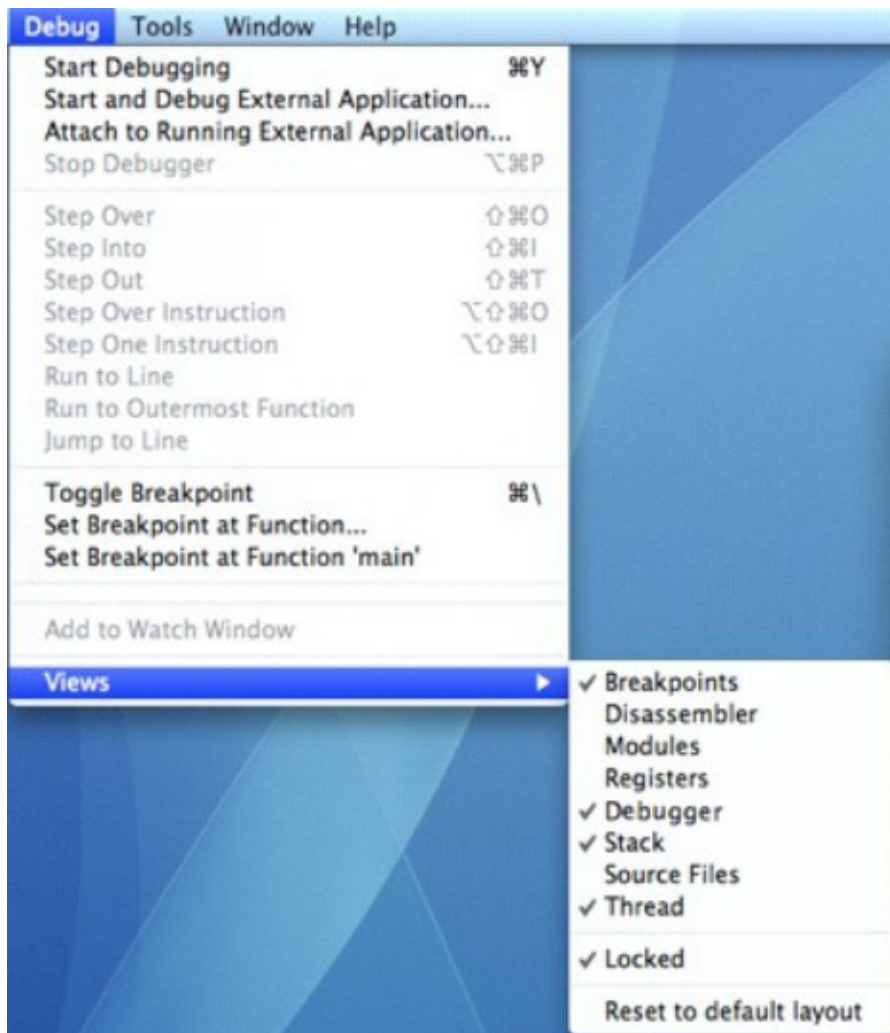 Debug Tools Window Help
Start Debugging ⌘Y
Start and Debug External Application...
Attach to Running External Application...
Stop Debugger ⌥⌘P
Step Over ⇧⌘O
Step Into ⇧⌘I
Step Out ⇧⌘T
Step Over Instruction ⌥⇧⌘O
Step One Instruction ⌥⇧⌘I
Run to Line
Run to Outermost Function
Jump to Line
Toggle Breakpoint ⌘\
Set Breakpoint at Function...
Set Breakpoint at Function 'main'
Add to Watch Window
Views
✓ Breakpoints
Disassembler
Modules
Registers
✓ Debugger
✓ Stack
Source Files
✓ Thread
✓ Locked
Reset to default layout